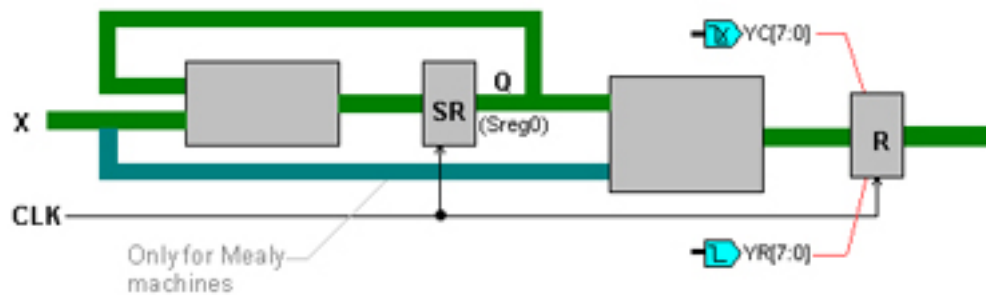 YC[7:0]
Q
X
SR
(Sreg0)
R
CLK
Only for Mealy
machines
YR[7:0]